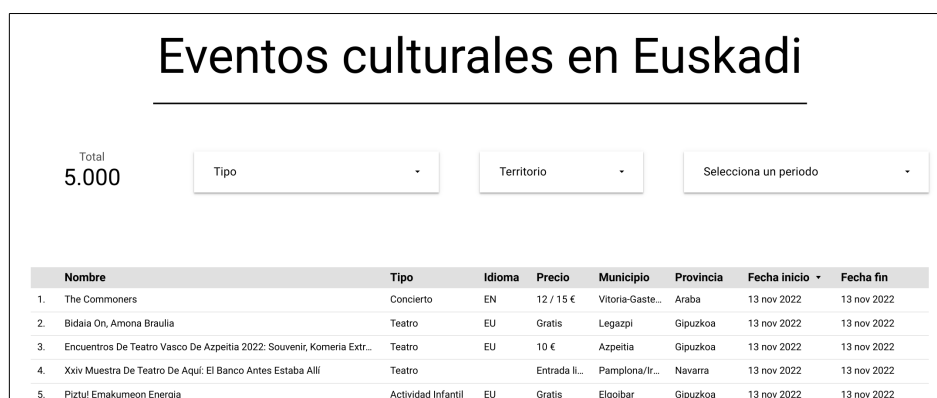 Eventos culturales en Euskadi
Total
5.000
Tipo
Territorio
Selecciona un periodo
Nombre Tipo Idioma Precio Municipio Provincia Fecha inicio Fecha fin
1. The Commoners Concierto EN 12 / 15 € Vitoria-Gaste... Araba 13 nov 2022 13 nov 2022
2. Bidaia On, Amona Braulia Teatro EU Gratis Legazpi Gipuzkoa 13 nov 2022 13 nov 2022
3. Encuentros De Teatro Vasco De Azpeitia 2022: Souvenir, Komeria Extr... Teatro EU 10 € Azpeitia Gipuzkoa 13 nov 2022 13 nov 2022
4. Xxiv Muestra De Teatro De Aquí: El Banco Antes Estaba Allí Teatro Entrada li... Pamplona/Ir... Navarra 13 nov 2022 13 nov 2022
5. Piztu! Emakumeon Energia Actividad Infantil EU Gratis Elgoibar Gipuzkoa 13 nov 2022 13 nov 2022